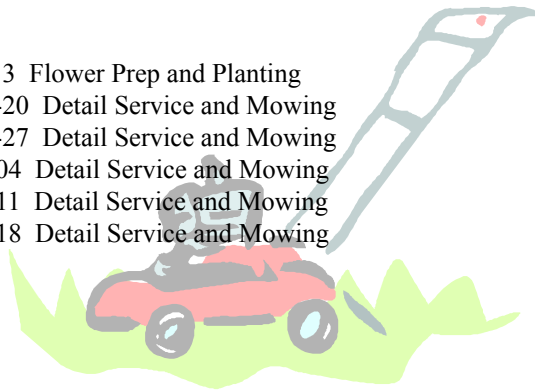 3 Flower Prep and Planting
-20 Detail Service and Mowing
-27 Detail Service and Mowing
04 Detail Service and Mowing
11 Detail Service and Mowing
18 Detail Service and Mowing